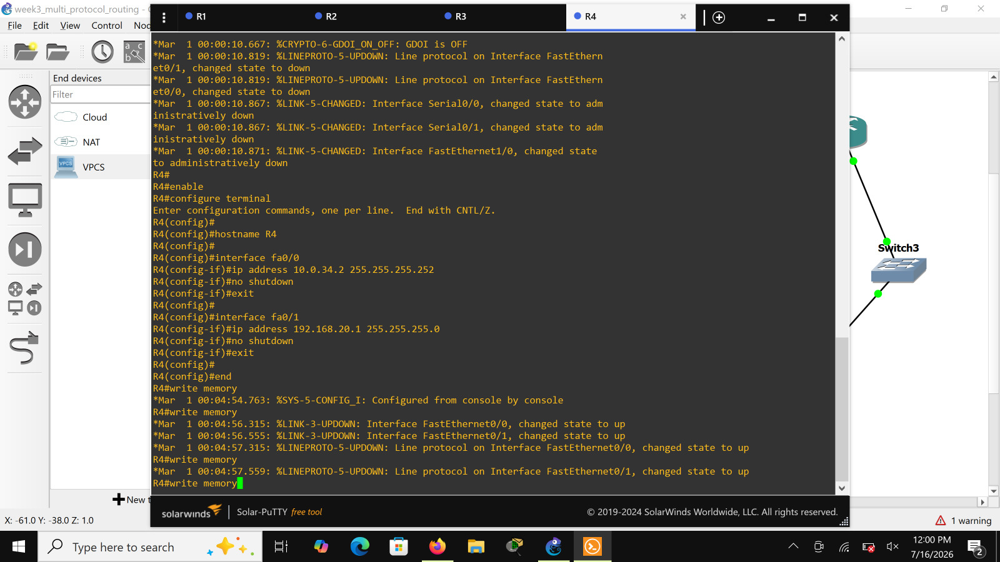 week3_multi_protocol_routing -
File Edit View Control
R1
R2
R3
R4
End devices
Filter
Cloud
NAT
VPCS
VPCS
*Mar  1 00:00:10.667: %CRYPTO-6-GDOI_ON_OFF: GDOI is OFF
*Mar  1 00:00:10.819: %LINEPROTO-5-UPDOWN: Line protocol on Interface FastEthern
et0/1, changed state to down
*Mar  1 00:00:10.819: %LINEPROTO-5-UPDOWN: Line protocol on Interface FastEthern
et0/0, changed state to down
*Mar  1 00:00:10.867: %LINK-5-CHANGED: Interface Serial0/0, changed state to adm
inistratively down
*Mar  1 00:00:10.867: %LINK-5-CHANGED: Interface Serial0/1, changed state to adm
inistratively down
*Mar  1 00:00:10.871: %LINK-5-CHANGED: Interface FastEthernet1/0, changed state
to administratively down
R4#
R4#enable
R4#configure terminal
Enter configuration commands, one per line.  End with CNTL/Z.
R4(config)#
R4(config)#hostname R4
R4(config)#
R4(config)#interface fa0/0
R4(config-if)#ip address 10.0.34.2 255.255.255.252
R4(config-if)#no shutdown
R4(config-if)#exit
R4(config)#
R4(config)#interface fa0/1
R4(config-if)#ip address 192.168.20.1 255.255.255.0
R4(config-if)#no shutdown
R4(config-if)#exit
R4(config)#
R4(config)#end
R4#write memory
*Mar  1 00:04:54.763: %SYS-5-CONFIG_I: Configured from console by console
R4#write memory
*Mar  1 00:04:56.315: %LINK-3-UPDOWN: Interface FastEthernet0/0, changed state to up
*Mar  1 00:04:56.555: %LINK-3-UPDOWN: Interface FastEthernet0/1, changed state to up
*Mar  1 00:04:57.315: %LINEPROTO-5-UPDOWN: Line protocol on Interface FastEthernet0/0, changed state to up
R4#write memory
*Mar  1 00:04:57.559: %LINEPROTO-5-UPDOWN: Line protocol on Interface FastEthernet0/1, changed state to up
R4#write memory
Switch3
New
solarwinds | Solar-PuTTY free tool
© 2019-2024 SolarWinds Worldwide, LLC. All rights reserved.
X: -61.0 Y: -38.0 Z: 1.0
1 warning
Type here to search
12:00 PM
7/16/2026
2